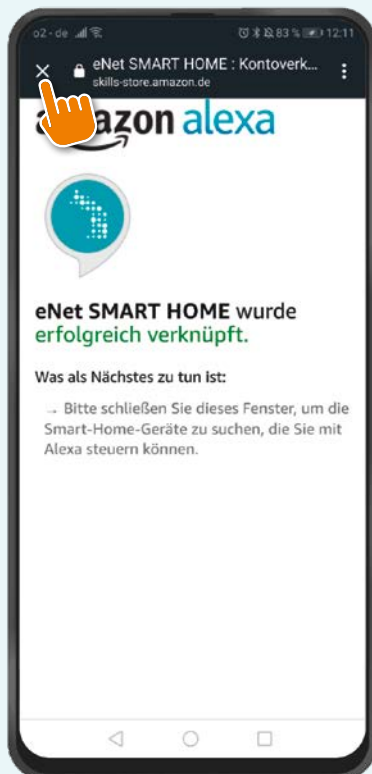 o2 - de 83 % 12:11
eNet SMART HOME : Kontoverk...
skills-store.amazon.de
amazon alexa
eNet SMART HOME wurde
erfolgreich verknüpft.
Was als Nächstes zu tun ist:
→ Bitte schließen Sie dieses Fenster, um die
Smart-Home-Geräte zu suchen, die Sie mit
Alexa steuern können.